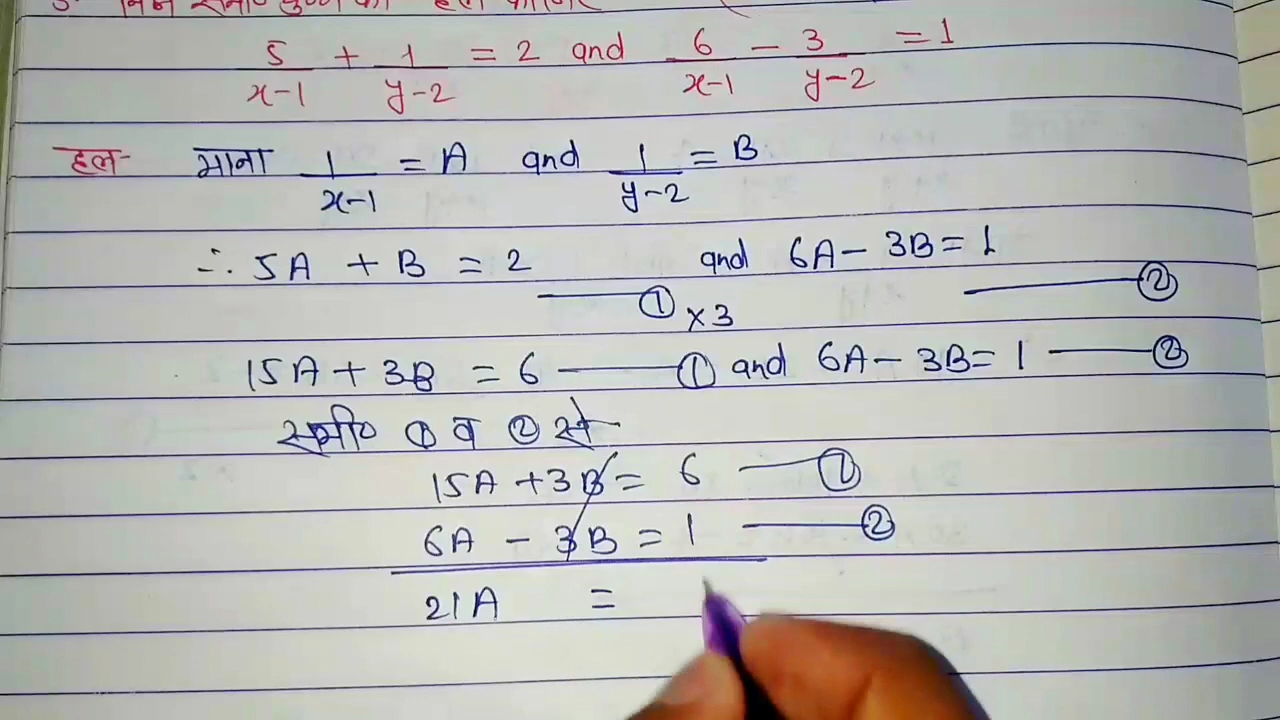 5/(x-1) + 1/(y-2) = 2 and 6/(x-1) - 3/(y-2) = 1
हल- माना 1/(x-1) = A and 1/(y-2) = B
∴ 5A + B = 2 ——① ×3 and 6A - 3B = 1 ——②
15A + 3B = 6 ——① and 6A - 3B = 1 ——②
समी० ① व ② से
15A + 3B = 6 ——①
6A - 3B = 1 ——②
21A =